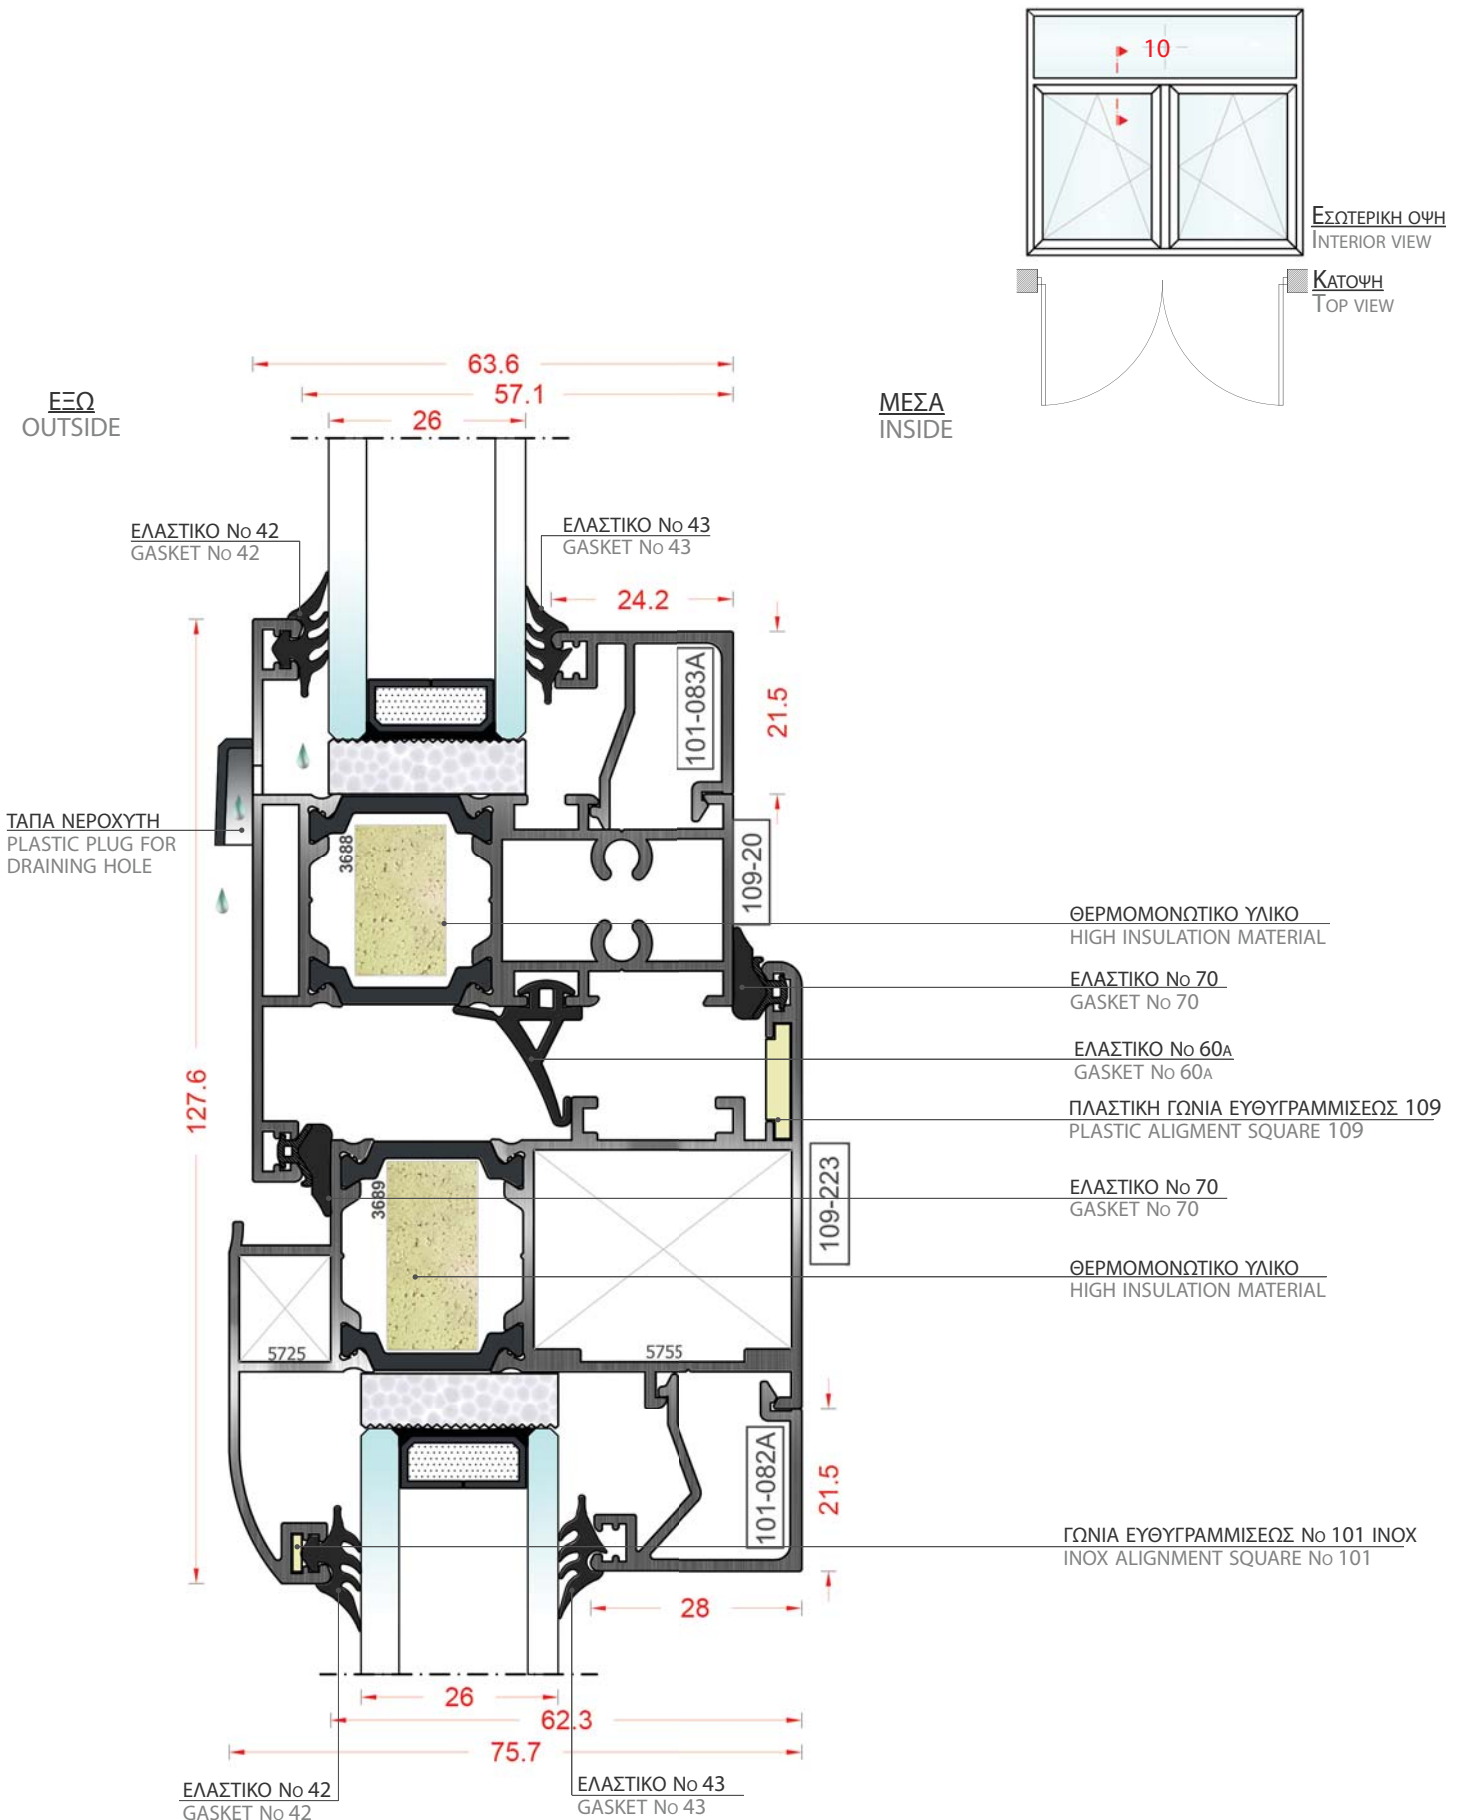 10
ΕΣΩΤΕΡΙΚΗ ΟΨΗ
INTERIOR VIEW
ΚΑΤΟΨΗ
TOP VIEW
63.6
57.1
26
ΕΞΩ
OUTSIDE
ΜΕΣΑ
INSIDE
ΕΛΑΣΤΙΚΟ No 42
GASKET No 42
ΕΛΑΣΤΙΚΟ No 43
GASKET No 43
24.2
21.5
101-083A
ΤΑΠΑ ΝΕΡΟΧΥΤΗ
PLASTIC PLUG FOR
DRAINING HOLE
3688
109-20
ΘΕΡΜΟΜΟΝΩΤΙΚΟ ΥΛΙΚΟ
HIGH INSULATION MATERIAL
ΕΛΑΣΤΙΚΟ No 70
GASKET No 70
ΕΛΑΣΤΙΚΟ No 60A
GASKET No 60A
127.6
ΠΛΑΣΤΙΚΗ ΓΩΝΙΑ ΕΥΘΥΓΡΑΜΜΙΣΕΩΣ 109
PLASTIC ALIGMENT SQUARE 109
3689
109-223
ΕΛΑΣΤΙΚΟ No 70
GASKET No 70
ΘΕΡΜΟΜΟΝΩΤΙΚΟ ΥΛΙΚΟ
HIGH INSULATION MATERIAL
5725
5755
101-082A
21.5
ΓΩΝΙΑ ΕΥΘΥΓΡΑΜΜΙΣΕΩΣ No 101 INOX
INOX ALIGNMENT SQUARE No 101
28
26
62.3
75.7
ΕΛΑΣΤΙΚΟ No 42
GASKET No 42
ΕΛΑΣΤΙΚΟ No 43
GASKET No 43